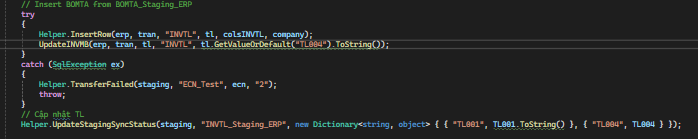 // Insert BOMTA from BOMTA_Staging_ERP
try
{
Helper.InsertRow(erp, tran, "INVTL", tl, colsINVTL, company);
UpdateINVMB(erp, tran, tl, "INVTL", tl.GetValueOrDefault("TL004").ToString());
}
catch (SqlException ex)
{
Helper.TransferFailed(staging, "ECN_Test", ecn, "2");
throw;
}
// Cập nhật TL
Helper.UpdateStagingSyncStatus(staging, "INVTL_Staging_ERP", new Dictionary<string, object> { { "TL001", TL001.ToString() }, { "TL004", TL004 } });